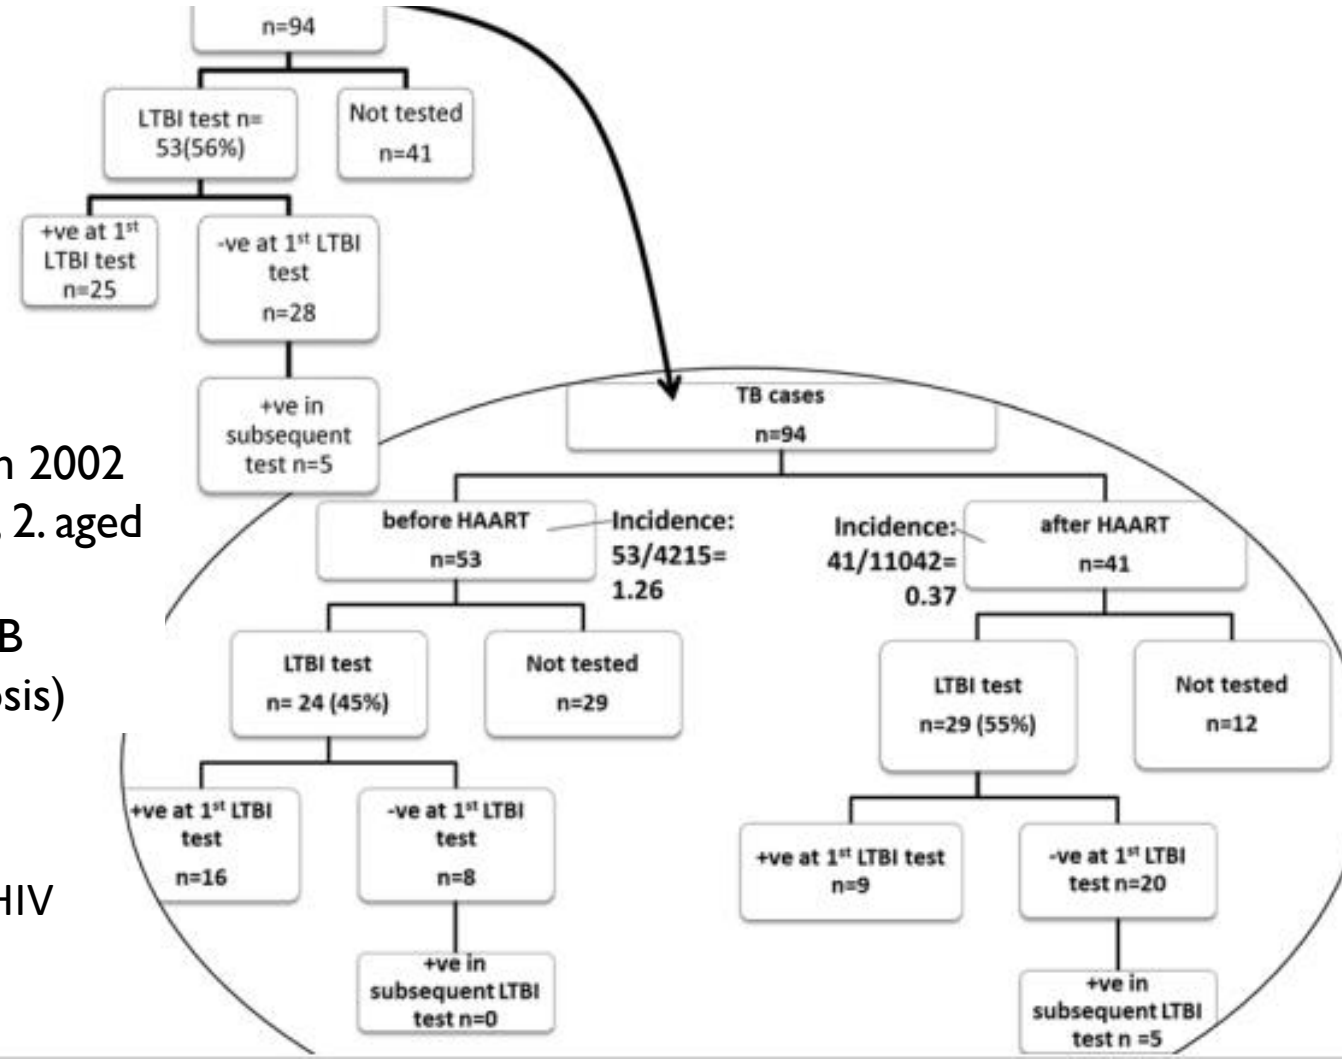 n=94
LTBI test n=
53(56%)
Not tested
n=41
+ve at 1st
LTBI test
n=25
-ve at 1st LTBI
test
n=28
+ve in
subsequent
test n=5
2002
2. aged
HIV
TB cases
n=94
before HAART
n=53
Incidence:
53/4215=
1.26
Incidence:
41/11042=
0.37
after HAART
n=41
LTBI test
n= 24 (45%)
Not tested
n=29
LTBI test
n=29 (55%)
Not tested
n=12
+ve at 1st LTBI
test
n=16
-ve at 1st LTBI
test
n=8
+ve at 1st LTBI test
n=9
-ve at 1st LTBI
test n=20
+ve in
subsequent LTBI
test n=0
+ve in
subsequent LTBI
test n =5